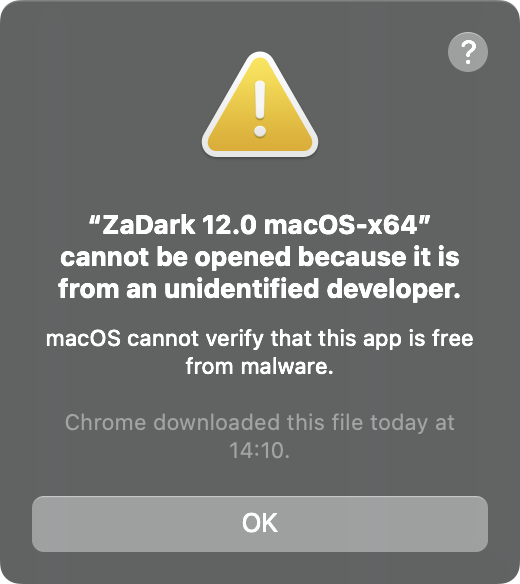 ?
“ZaDark 12.0 macOS-x64”
cannot be opened because it is
from an unidentified developer.
macOS cannot verify that this app is free
from malware.
Chrome downloaded this file today at
14:10.
OK